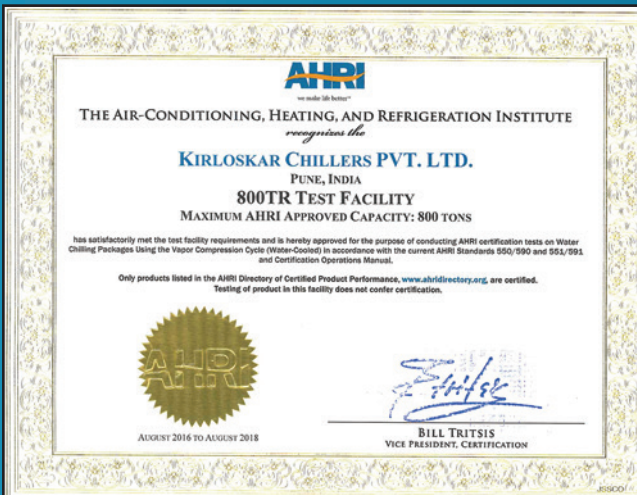 AHRI
we make life better™
THE AIR-CONDITIONING, HEATING, AND REFRIGERATION INSTITUTE
recognizes the
KIRLOSKAR CHILLERS PVT. LTD.
PUNE, INDIA
800TR TEST FACILITY
MAXIMUM AHRI APPROVED CAPACITY: 800 TONS
has satisfactorily met the test facility requirements and is hereby approved for the purpose of conducting AHRI certification tests on Water
Chilling Packages Using the Vapor Compression Cycle (Water-Cooled) in accordance with the current AHRI Standards 550/590 and 551/591
and Certification Operations Manual.
Only products listed in the AHRI Directory of Certified Product Performance, www.ahridirectory.org, are certified.
Testing of product in this facility does not confer certification.
AHRI
AUGUST 2016 TO AUGUST 2018
BILL TRITSIS
VICE PRESIDENT, CERTIFICATION